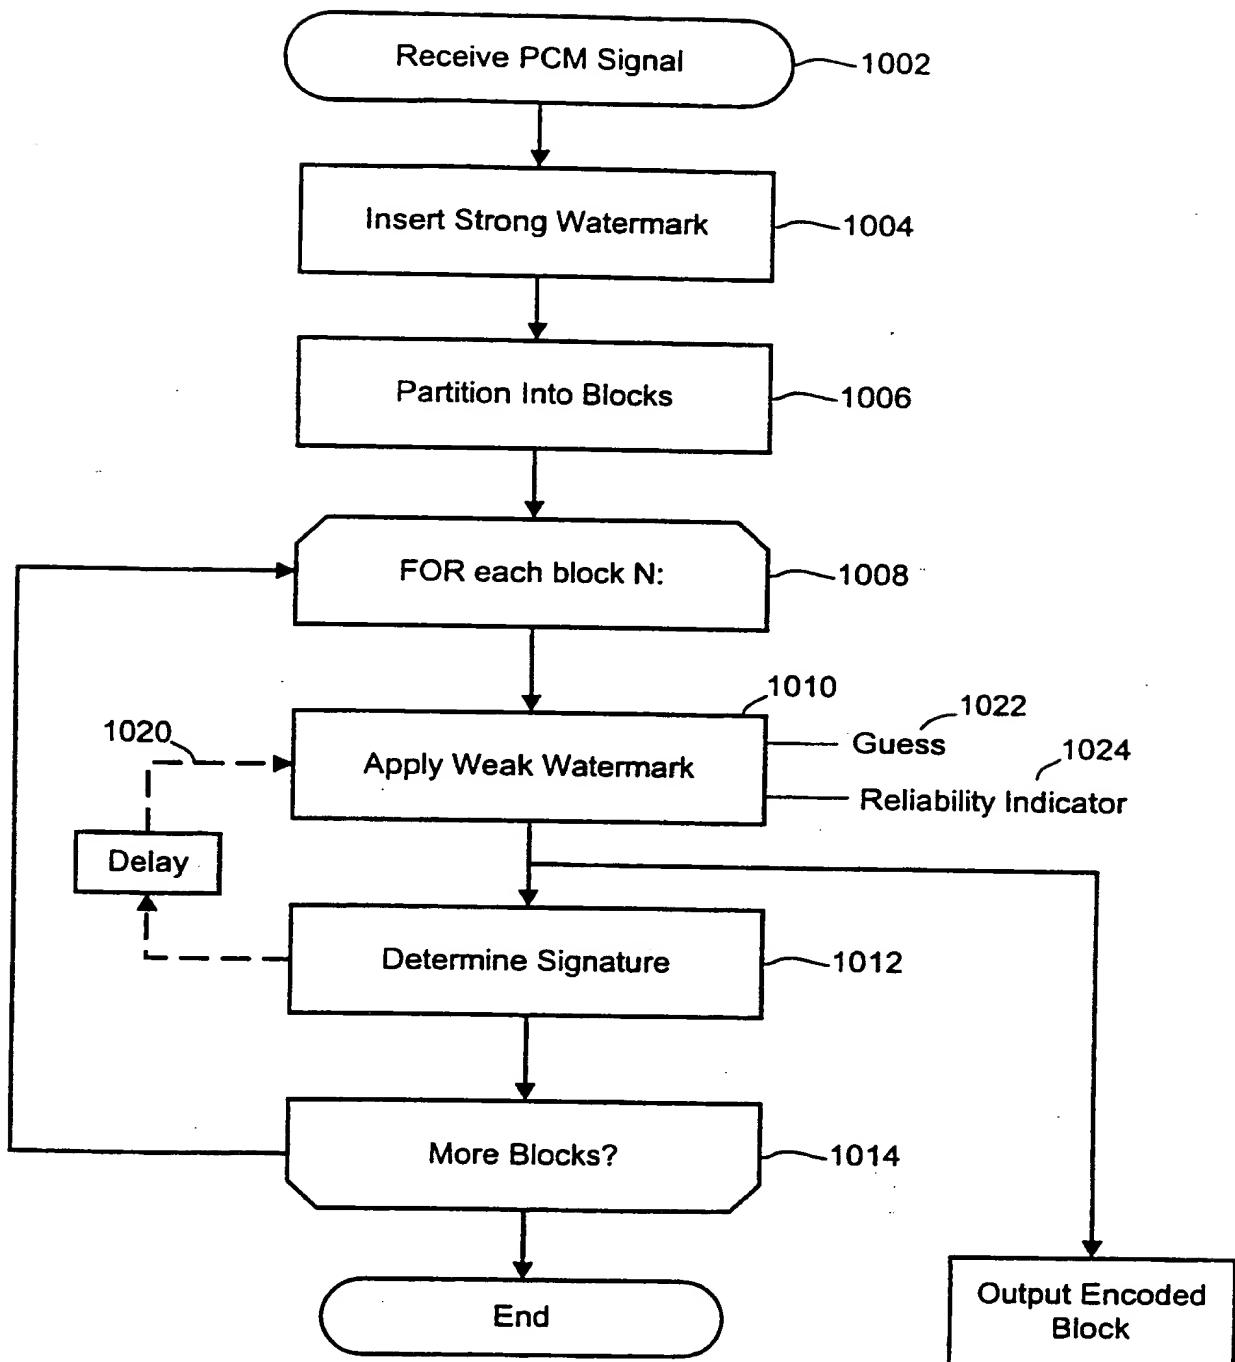 Receive PCM Signal
1002
Insert Strong Watermark
1004
Partition Into Blocks
1006
FOR each block N:
1008
1010
1022
1020
Guess
1024
Apply Weak Watermark
Reliability Indicator
Delay
Determine Signature
1012
More Blocks?
1014
End
Output Encoded
Block